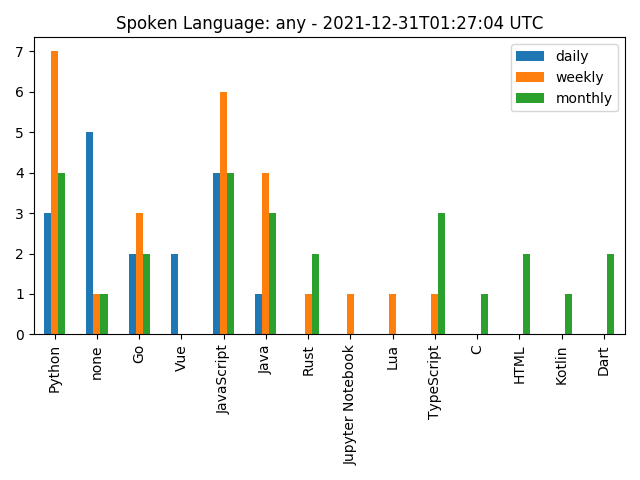 Spoken Language: any - 2021-12-31T01:27:04 UTC
daily
weekly
monthly
7
6
5
4
3
2
1
0
Python
none
Go
Vue
JavaScript
Java
Rust
Jupyter Notebook
Lua
TypeScript
C
HTML
Kotlin
Dart